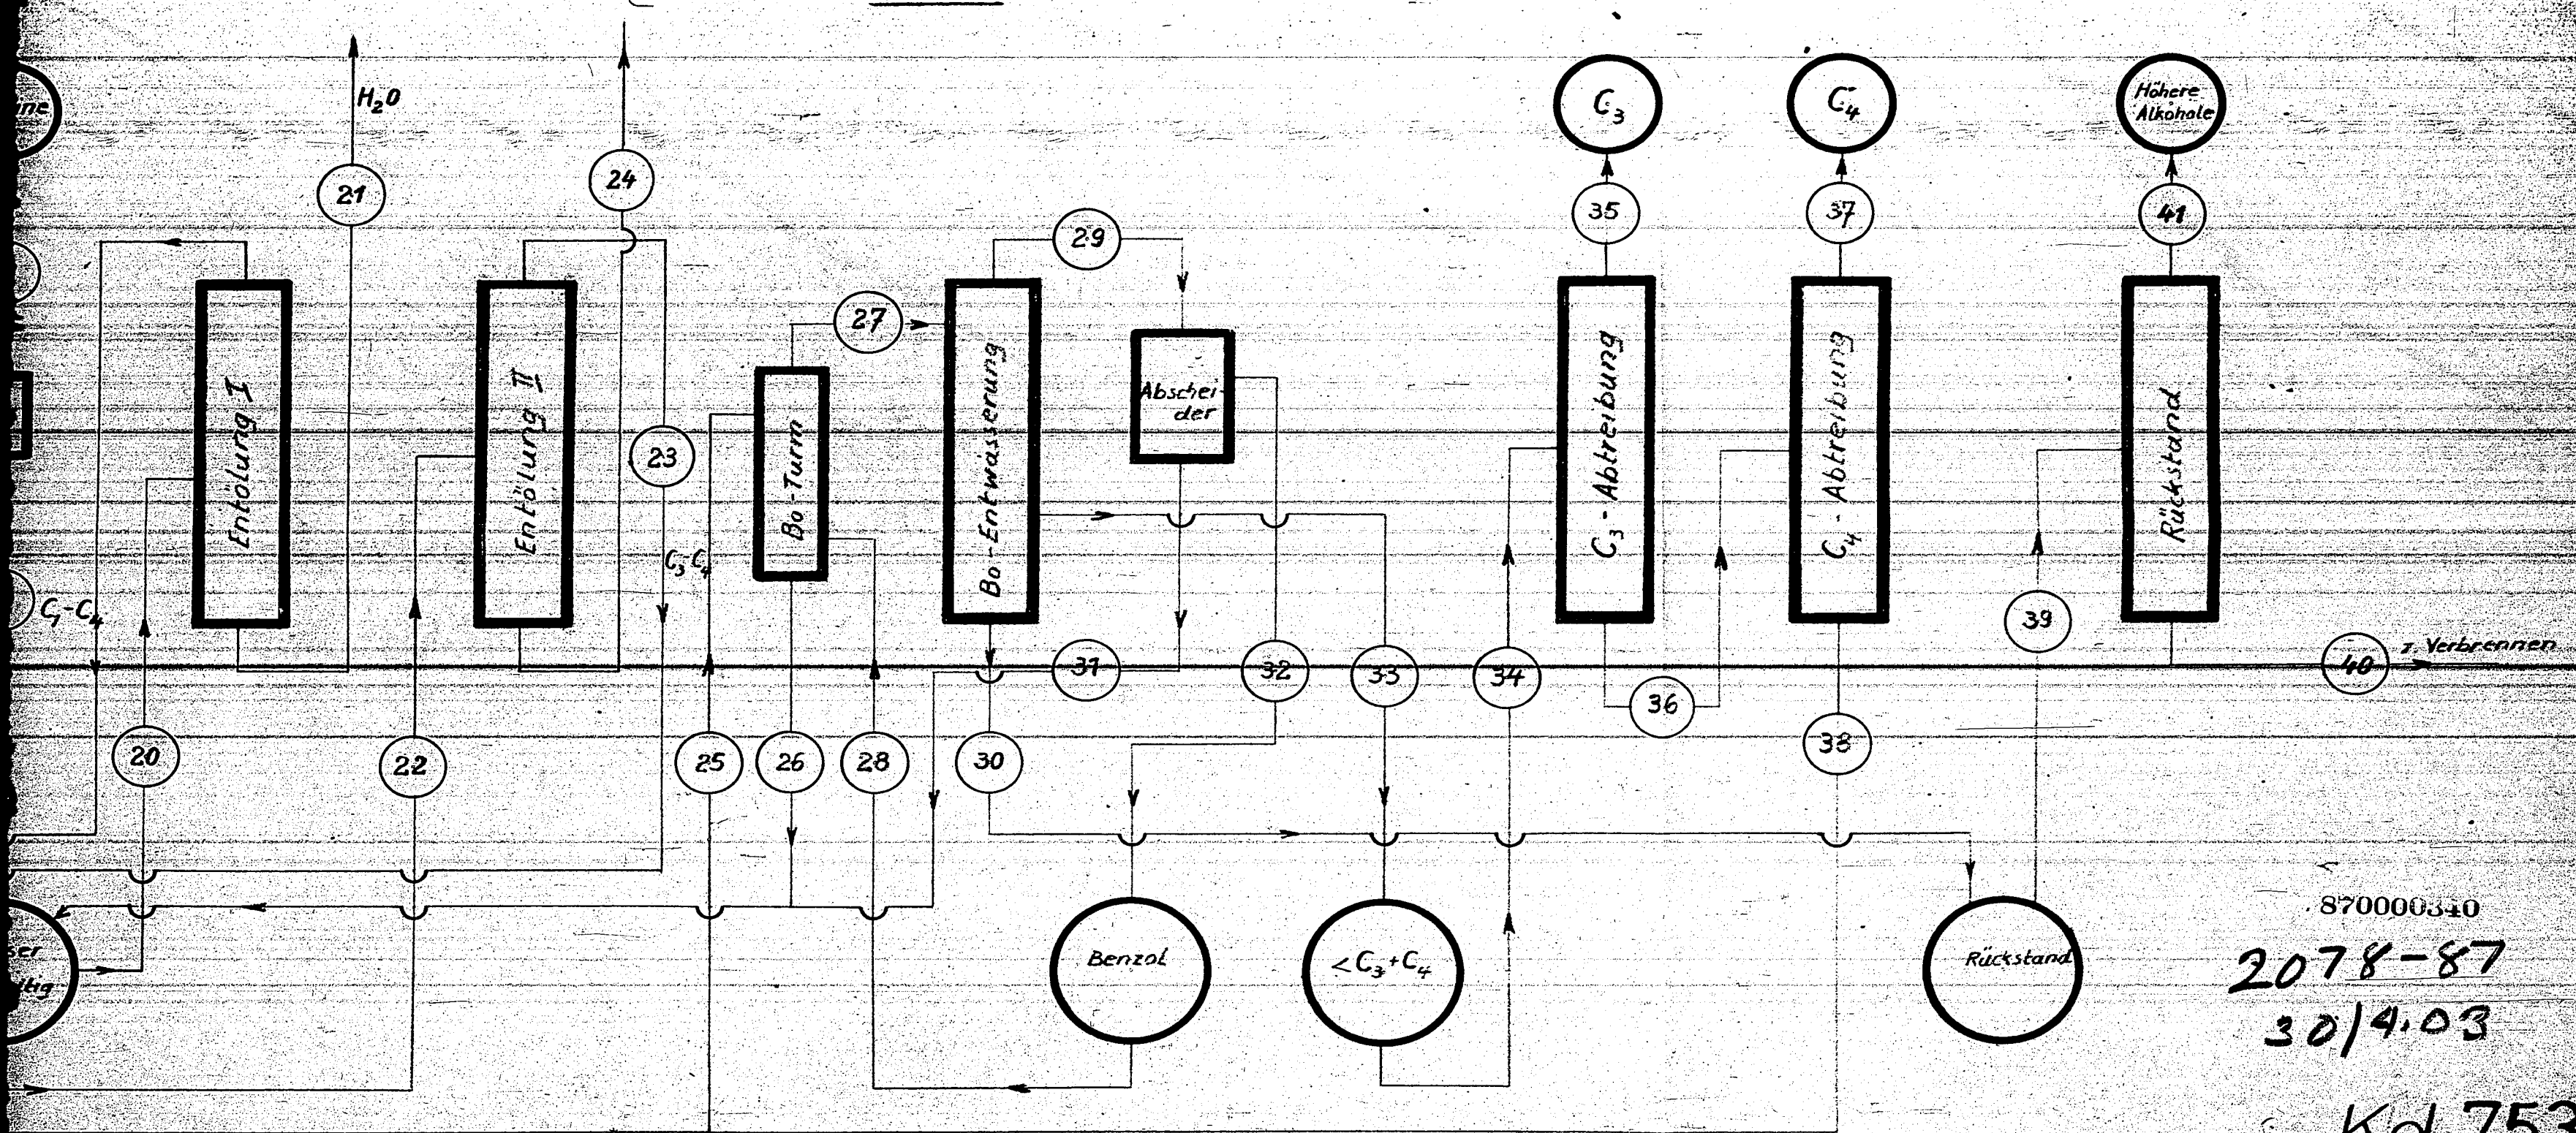 H₂O
C₃
C₄
Höhere
Alkohole
21
24
35
37
41
29
27
Entölung I
Entölung II
Bo-Turm
Bo-Entwässerung
Abschei-
der
C₃-Abtreibung
C₄-Abtreibung
Rückstand
23
C₃-C₄
C₁-C₄
39
31
32
33
34
36
40
z. Verbrennen
20
22
25
26
28
30
38
Benzol
<C₃+C₄
Rückstand
870000340
2078-87
30/4.03